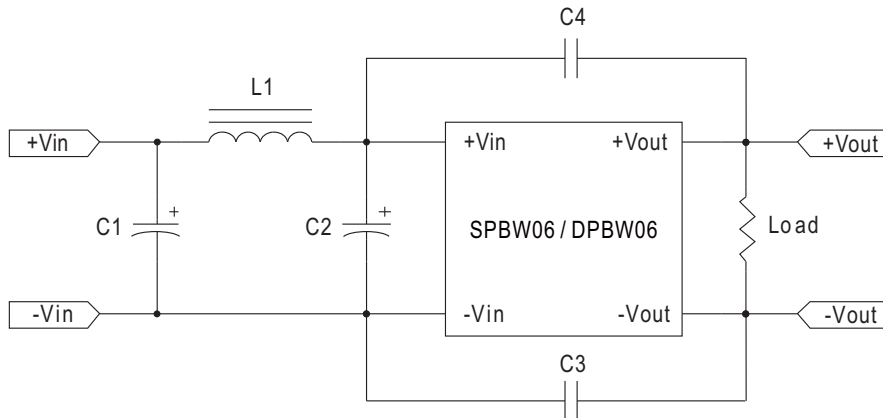 C4
L1
+Vin
+Vin
+Vout
+Vout
C1
+
C2
+
SPBW06 / DPBW06
Load
-Vin
-Vin
-Vout
-Vout
C3